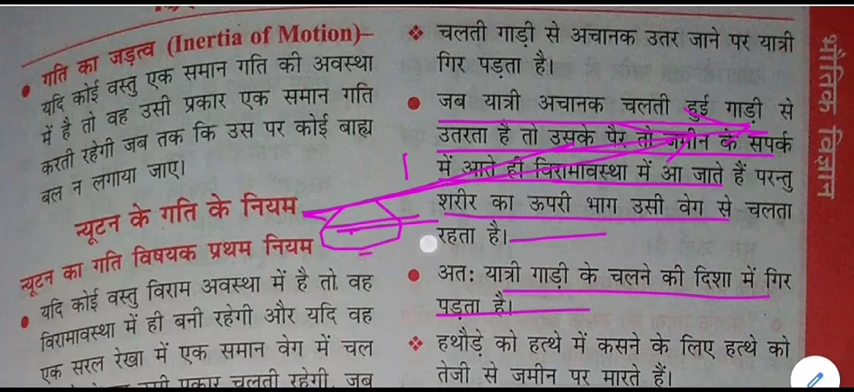 गति का जड़त्व (Inertia of Motion)–
यदि कोई वस्तु एक समान गति की अवस्था
में है तो वह उसी प्रकार एक समान गति
करती रहेगी जब तक कि उस पर कोई बाह्य
बल न लगाया जाए।
न्यूटन के गति के नियम
न्यूटन का गति विषयक प्रथम नियम
यदि कोई वस्तु विराम अवस्था में है तो वह
विरामावस्था में ही बनी रहेगी और यदि वह
एक सरल रेखा में एक समान वेग में चल
प्रकार चलती रहेगी, जब
चलती गाड़ी से अचानक उतर जाने पर यात्री
गिर पड़ता है।
जब यात्री अचानक चलती हुई गाड़ी से
उतरता है तो उसके पैर तो जमीन के संपर्क
में आते ही विरामावस्था में आ जाते हैं परन्तु
शरीर का ऊपरी भाग उसी वेग से चलता
रहता है।
अतः यात्री गाड़ी के चलने की दिशा में गिर
पड़ता है।
हथौड़े को हत्थे में कसने के लिए हत्थे को
तेजी से जमीन पर मारते हैं।
भौतिक विज्ञान